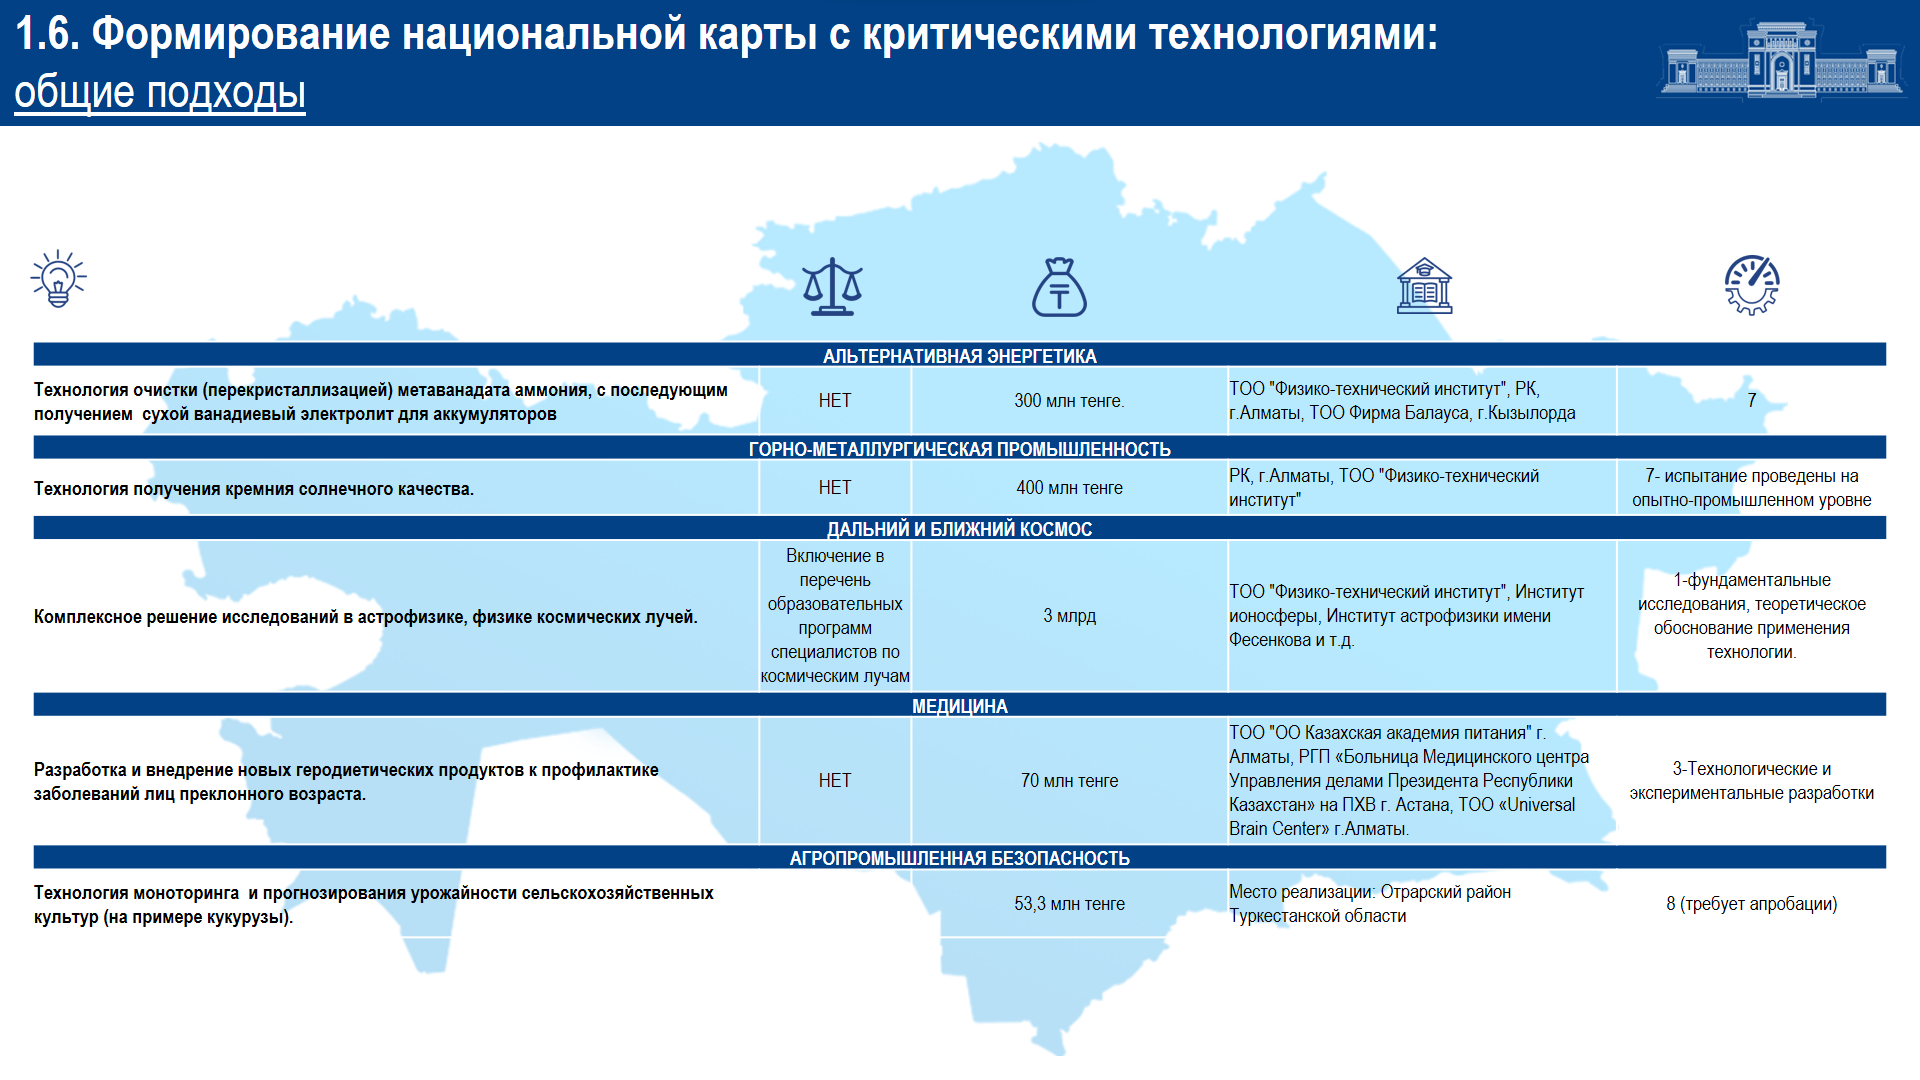 1.6. Формирование национальной карты с критическими технологиями:
общие подходы
АЛЬТЕРНАТИВНАЯ ЭНЕРГЕТИКА
Технология очистки (перекристаллизацией) метаванадата аммония, с последующим
получением сухой ванадиевый электролит для аккумуляторов
НЕТ
300 млн тенге.
ТОО "Физико-технический институт", РК,
г.Алматы, ТОО Фирма Балауса, г.Кызылорда
7
ГОРНО-МЕТАЛЛУРГИЧЕСКАЯ ПРОМЫШЛЕННОСТЬ
Технология получения кремния солнечного качества.
НЕТ
400 млн тенге
РК, г.Алматы, ТОО "Физико-технический
институт"
7- испытание проведены на
опытно-промышленном уровне
ДАЛЬНИЙ И БЛИЖНИЙ КОСМОС
Комплексное решение исследований в астрофизике, физике космических лучей.
Включение в
перечень
образовательных
программ
специалистов по
космическим лучам
3 млрд
ТОО "Физико-технический институт", Институт
ионосферы, Институт астрофизики имени
Фесенкова и т.д.
1-фундаментальные
исследования, теоретическое
обоснование применения
технологии.
МЕДИЦИНА
Разработка и внедрение новых геродиетических продуктов к профилактике
заболеваний лиц преклонного возраста.
НЕТ
70 млн тенге
ТОО "ОО Казахская академия питания" г.
Алматы, РГП «Больница Медицинского центра
Управления делами Президента Республики
Казахстан» на ПХВ г. Астана, ТОО «Universal
Brain Center» г.Алматы.
3-Технологические и
экспериментальные разработки
АГРОПРОМЫШЛЕННАЯ БЕЗОПАСНОСТЬ
Технология моноторинга и прогнозирования урожайности сельскохозяйственных
культур (на примере кукурузы).
53,3 млн тенге
Место реализации: Отрарский район
Туркестанской области
8 (требует апробации)